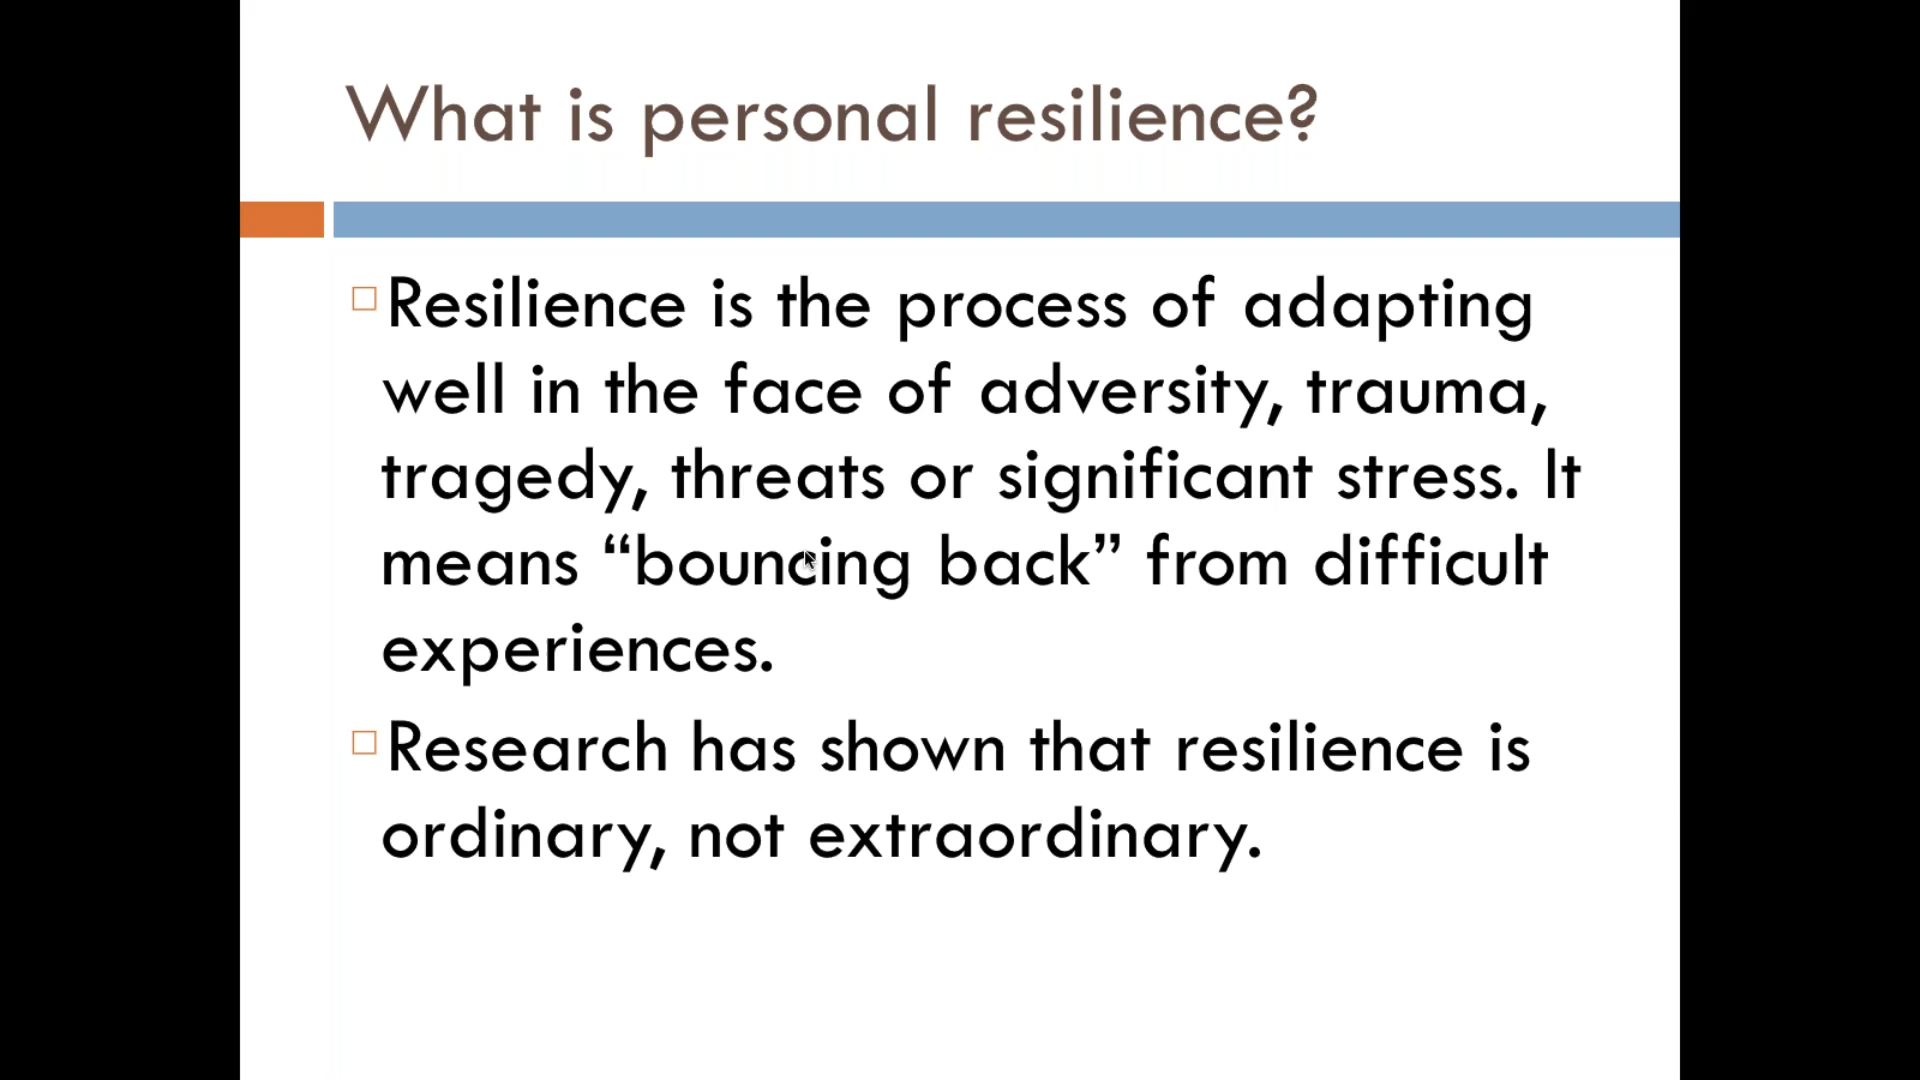 What is personal resilience?
Resilience is the process of adapting
well in the face of adversity, trauma,
tragedy, threats or significant stress. It
means “bouncing back” from difficult
experiences.
Research has shown that resilience is
ordinary, not extraordinary.